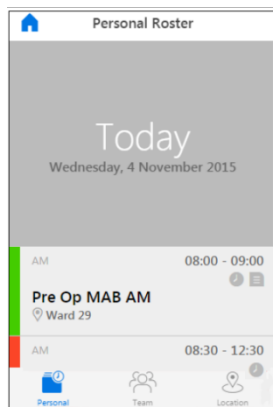 Personal Roster
Today
Wednesday, 4 November 2015
AM 08:00 - 09:00
Pre Op MAB AM
Ward 29
AM 08:30 - 12:30
Personal Team Location